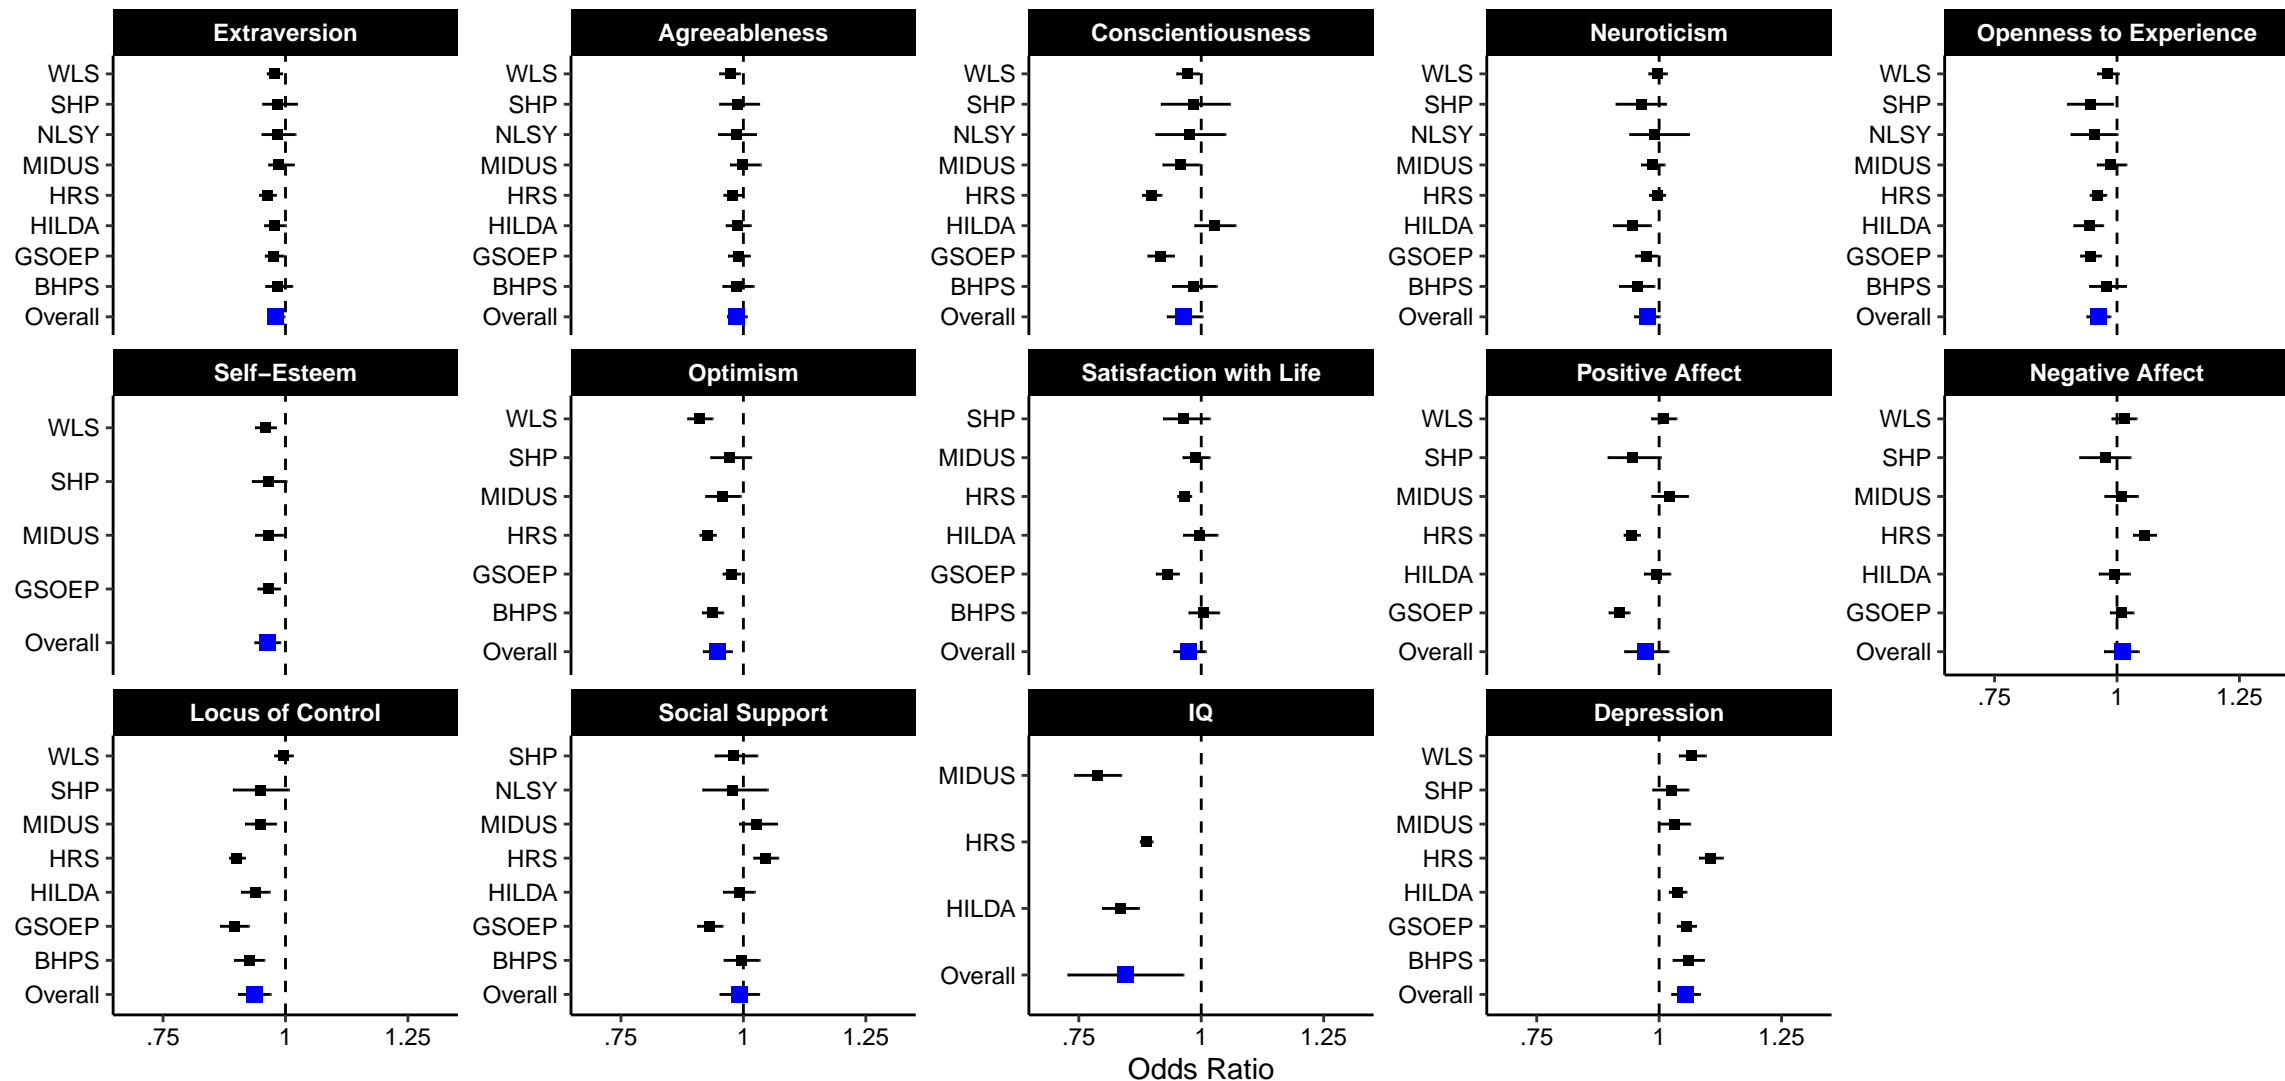 Extraversion
WLS
SHP
NLSY
MIDUS
HRS
HILDA
GSOEP
BHPS
Overall
Agreeableness
WLS
SHP
NLSY
MIDUS
HRS
HILDA
GSOEP
BHPS
Overall
Conscientiousness
WLS
SHP
NLSY
MIDUS
HRS
HILDA
GSOEP
BHPS
Overall
Neuroticism
WLS
SHP
NLSY
MIDUS
HRS
HILDA
GSOEP
BHPS
Overall
Openness to Experience
WLS
SHP
NLSY
MIDUS
HRS
HILDA
GSOEP
BHPS
Overall
Self−Esteem
WLS
SHP
MIDUS
GSOEP
Overall
Optimism
WLS
SHP
MIDUS
HRS
GSOEP
BHPS
Overall
Satisfaction with Life
SHP
MIDUS
HRS
HILDA
GSOEP
BHPS
Overall
Positive Affect
WLS
SHP
MIDUS
HRS
HILDA
GSOEP
Overall
Negative Affect
WLS
SHP
MIDUS
HRS
HILDA
GSOEP
Overall
.75 1 1.25
Locus of Control
WLS
SHP
MIDUS
HRS
HILDA
GSOEP
BHPS
Overall
.75 1 1.25
Social Support
SHP
NLSY
MIDUS
HRS
HILDA
GSOEP
BHPS
Overall
.75 1 1.25
IQ
MIDUS
HRS
HILDA
Overall
.75 1 1.25
Depression
WLS
SHP
MIDUS
HRS
HILDA
GSOEP
BHPS
Overall
.75 1 1.25
Odds Ratio